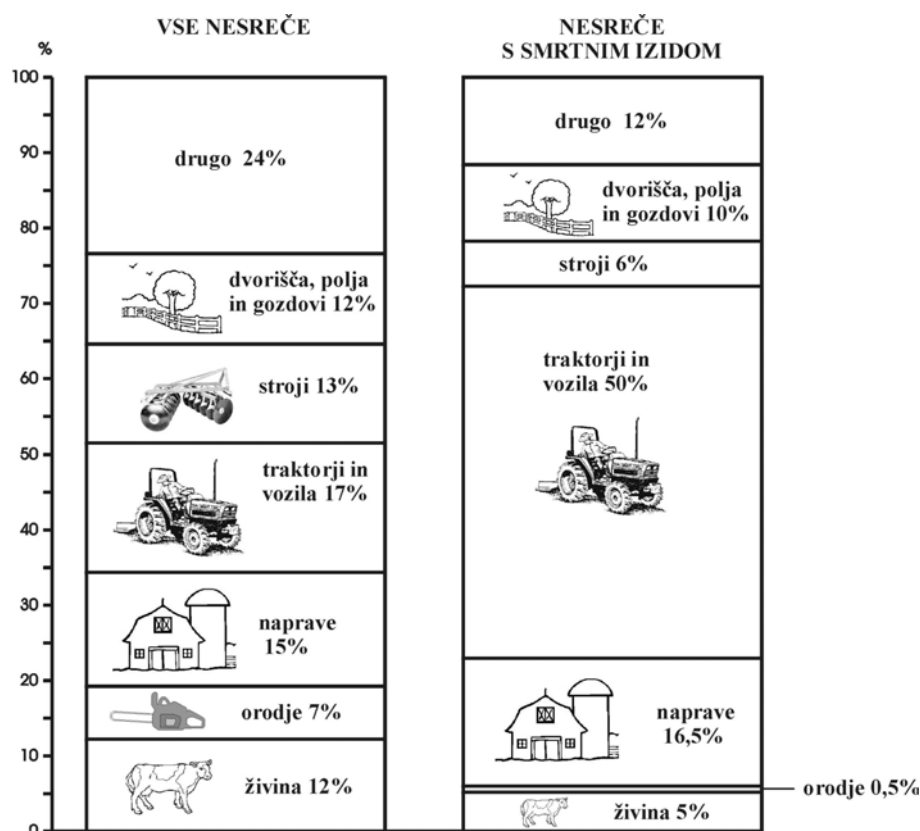 VSE NESREČE
%
100
90
80
70
60
50
40
30
20
10
0
drugo 24%
dvorišča, polja
in gozdovi 12%
stroji 13%
traktorji in
vozila 17%
naprave
15%
orodje 7%
živina 12%
NESREČE
S SMRTNIM IZIDOM
drugo 12%
dvorišča, polja
in gozdovi 10%
stroji 6%
traktorji in
vozila 50%
naprave
16,5%
orodje 0,5%
živina 5%